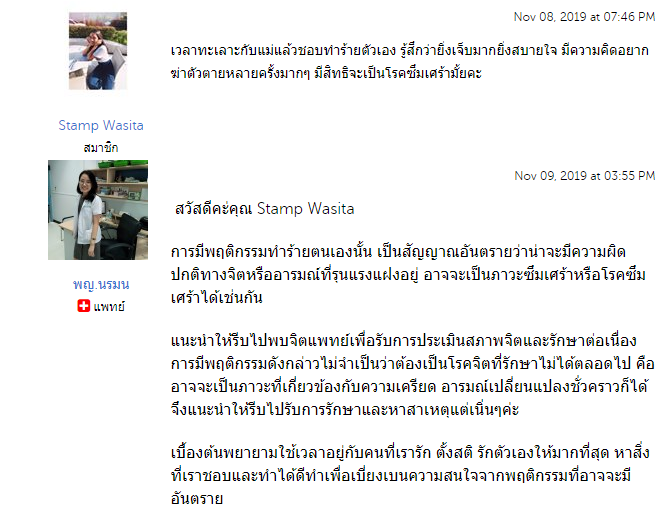 Nov 08, 2019 at 07:46 PM
เวลาทะเลาะกับแม่แล้วชอบทำร้ายตัวเอง รู้สึกว่ายิ่งเจ็บมากยิ่งสบายใจ มีความคิดอยาก
ฆ่าตัวตายหลายครั้งมากๆ มีสิทธิจะเป็นโรคซึ่มเศร้ามั้ยคะ
Stamp Wasita
สมาชิก
Nov 09, 2019 at 03:55 PM
สวัสดีค่ะคุณ Stamp Wasita
การมีพฤติกรรมทำร้ายตนเองนั้น เป็นสัญญาณอันตรายว่าน่าจะมีความผิด
ปกติทางจิตหรืออารมณ์ที่รุนแรงแฝงอยู่ อาจจะเป็นภาวะซึ่มเศร้าหรือโรคซึ่ม
เศร้าได้เช่นกัน
พญ.นรมน
แพทย์
แนะนำให้รีบไปพบจิตแพทย์เพื่อรับการประเมินสภาพจิตและรักษาต่อเนื่อง
การมีพฤติกรรมดังกล่าวไม่จำเป็นว่าต้องเป็นโรคจิตที่รักษาไม่ได้ตลอดไป คือ
อาจจะเป็นภาวะที่เกี่ยวข้องกับความเครียด อารมณ์เปลี่ยนแปลงชั่วคราวก็ได้
จึงแนะนำให้รีบไปรับการรักษาและหาสาเหตุแต่เนิ่นๆค่ะ
เบื้องต้นพยายามใช้เวลาอยู่กับคนที่เรารัก ตั้งสติ รักตัวเองให้มากที่สุด หาสิ่ง
ที่เราชอบและทำได้ดีทำเพื่อเบี่ยงเบนความสนใจจากพฤติกรรมที่อาจจะมี
อันตราย